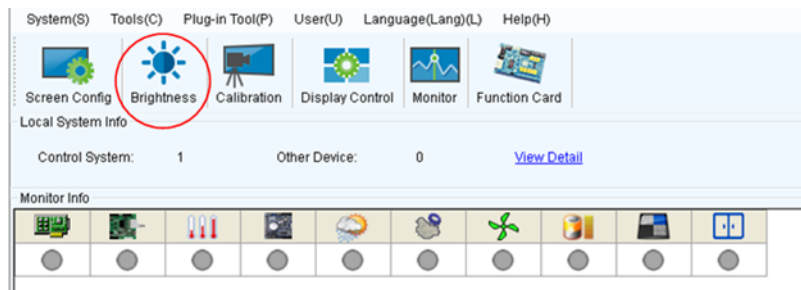 System(S) Tools(C) Plug-in Tool(P) User(U) Language(Lang)(L) Help(H)
Screen Config Brightness Calibration Display Control Monitor Function Card
Local System Info
Control System: 1 Other Device: 0 View Detail
Monitor Info